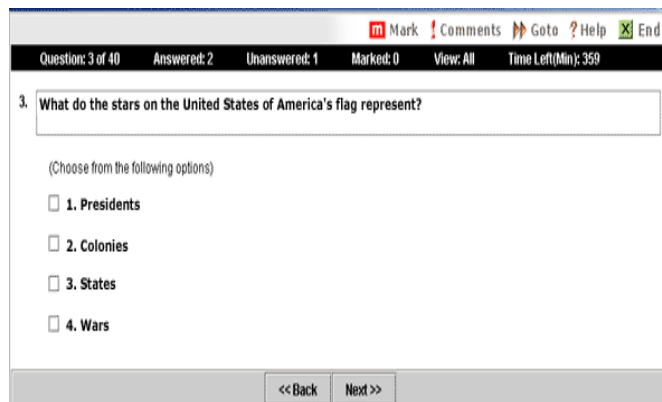 m Mark ! Comments Goto ? Help X End
Question: 3 of 40 Answered: 2 Unanswered: 1 Marked: 0 View: All Time Left(Min): 359
3. What do the stars on the United States of America's flag represent?
(Choose from the following options)
1. Presidents
2. Colonies
3. States
4. Wars
<< Back Next >>